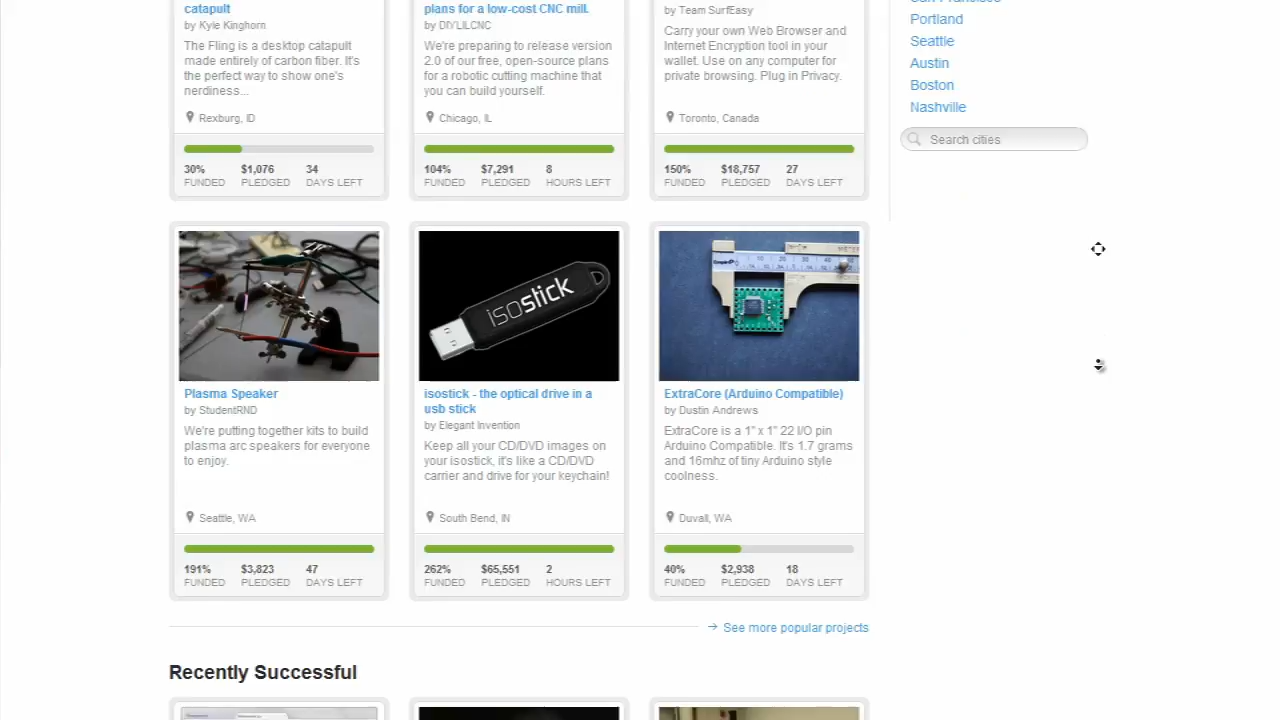 catapult
by Kyle Kinghorn
The Fling is a desktop catapult
made entirely of carbon fiber. It's
the perfect way to show one's
nerdiness...
Rexburg, ID
30% $1,076 34
FUNDED PLEDGED DAYS LEFT
plans for a low-cost CNC mill.
by DIYLILCNC
We're preparing to release version
2.0 of our free, open-source plans
for a robotic cutting machine that
you can build yourself.
Chicago, IL
104% $7,291 8
FUNDED PLEDGED HOURS LEFT
by Team SurfEasy
Carry your own Web Browser and
Internet Encryption tool in your
wallet. Use on any computer for
private browsing. Plug in Privacy.
Toronto, Canada
150% $18,757 27
FUNDED PLEDGED DAYS LEFT
San Francisco
Portland
Seattle
Austin
Boston
Nashville
Search cities
Plasma Speaker
by StudentRND
We're putting together kits to build
plasma arc speakers for everyone
to enjoy.
Seattle, WA
191% $3,823 47
FUNDED PLEDGED DAYS LEFT
isostick
isostick - the optical drive in a
usb stick
by Elegant Invention
Keep all your CD/DVD images on
your isostick, it's like a CD/DVD
carrier and drive for your keychain!
South Bend, IN
262% $65,551 2
FUNDED PLEDGED HOURS LEFT
10 20 30 40 50
ExtraCore (Arduino Compatible)
by Dustin Andrews
ExtraCore is a 1" x 1" 22 I/O pin
Arduino Compatible. It's 1.7 grams
and 16mhz of tiny Arduino style
coolness.
Duvall, WA
40% $2,938 18
FUNDED PLEDGED DAYS LEFT
See more popular projects
Recently Successful